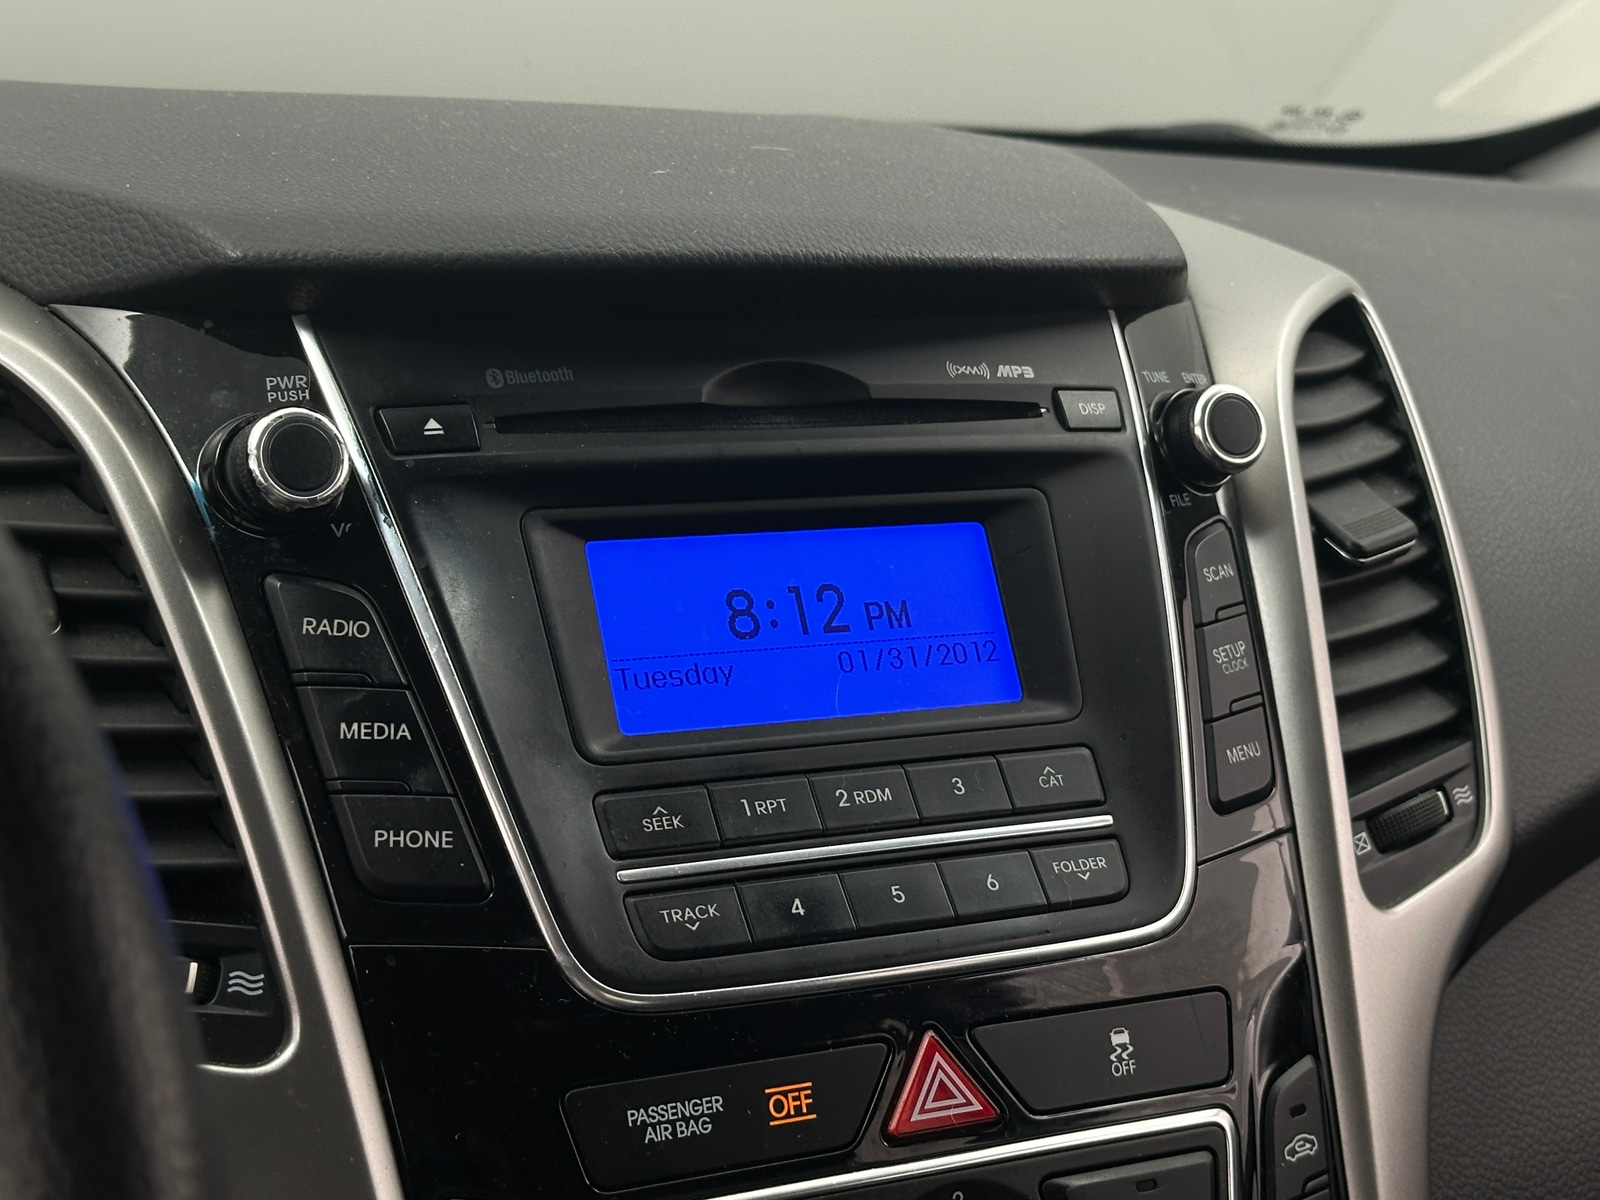 Bluetooth
((XM)) MP3
PWR
PUSH
TUNE ENTER
DISP
FILE
8:12 PM
Tuesday 01/31/2012
RADIO
MEDIA
PHONE
SCAN
SETUP
CLOCK
MENU
SEEK
1 RPT
2 RDM
3
CAT
TRACK
4
5
6
FOLDER
PASSENGER
AIR BAG
OFF
OFF